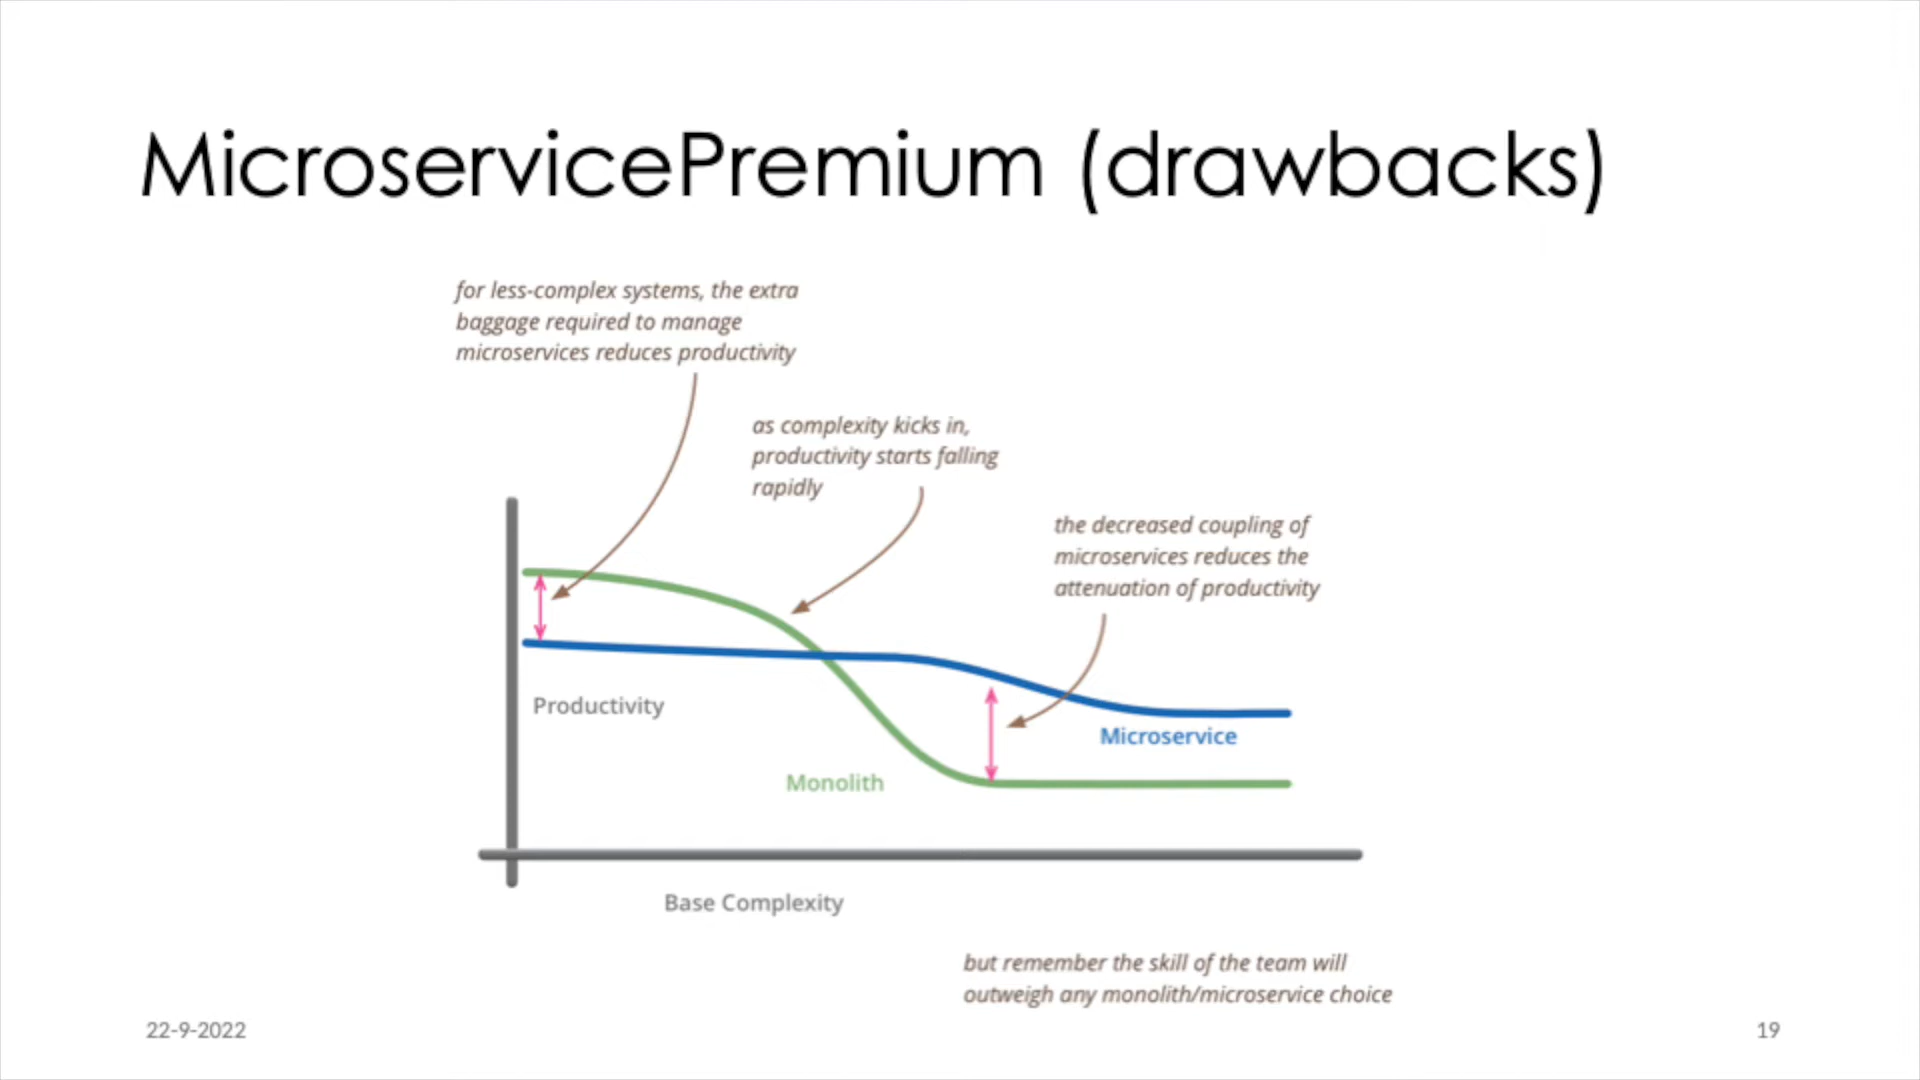 MicroservicePremium (drawbacks)
for less-complex systems, the extra
baggage required to manage
microservices reduces productivity
as complexity kicks in,
productivity starts falling
rapidly
the decreased coupling of
microservices reduces the
attenuation of productivity
Productivity
Microservice
Monolith
Base Complexity
but remember the skill of the team will
outweigh any monolith/microservice choice
22-9-2022
19